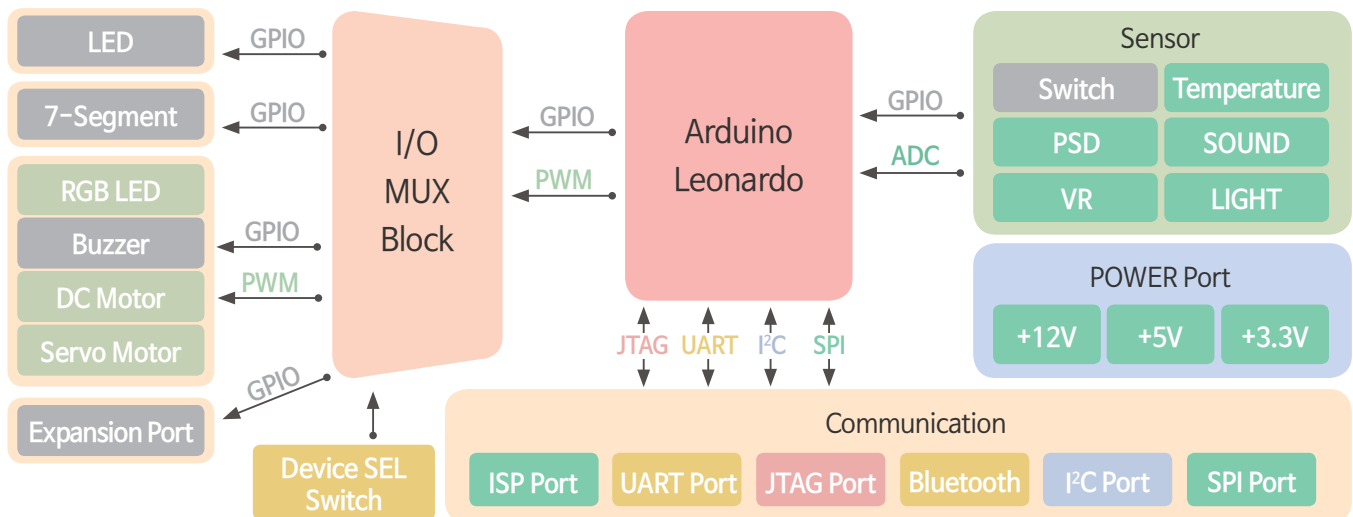 LED
GPIO
7-Segment
GPIO
RGB LED
Buzzer
DC Motor
Servo Motor
GPIO
PWM
Expansion Port
GPIO
I/O
MUX
Block
Device SEL
Switch
GPIO
PWM
Arduino
Leonardo
GPIO
ADC
Sensor
Switch
Temperature
PSD
SOUND
VR
LIGHT
POWER Port
+12V
+5V
+3.3V
JTAG
UART
I²C
SPI
Communication
ISP Port
UART Port
JTAG Port
Bluetooth
I²C Port
SPI Port